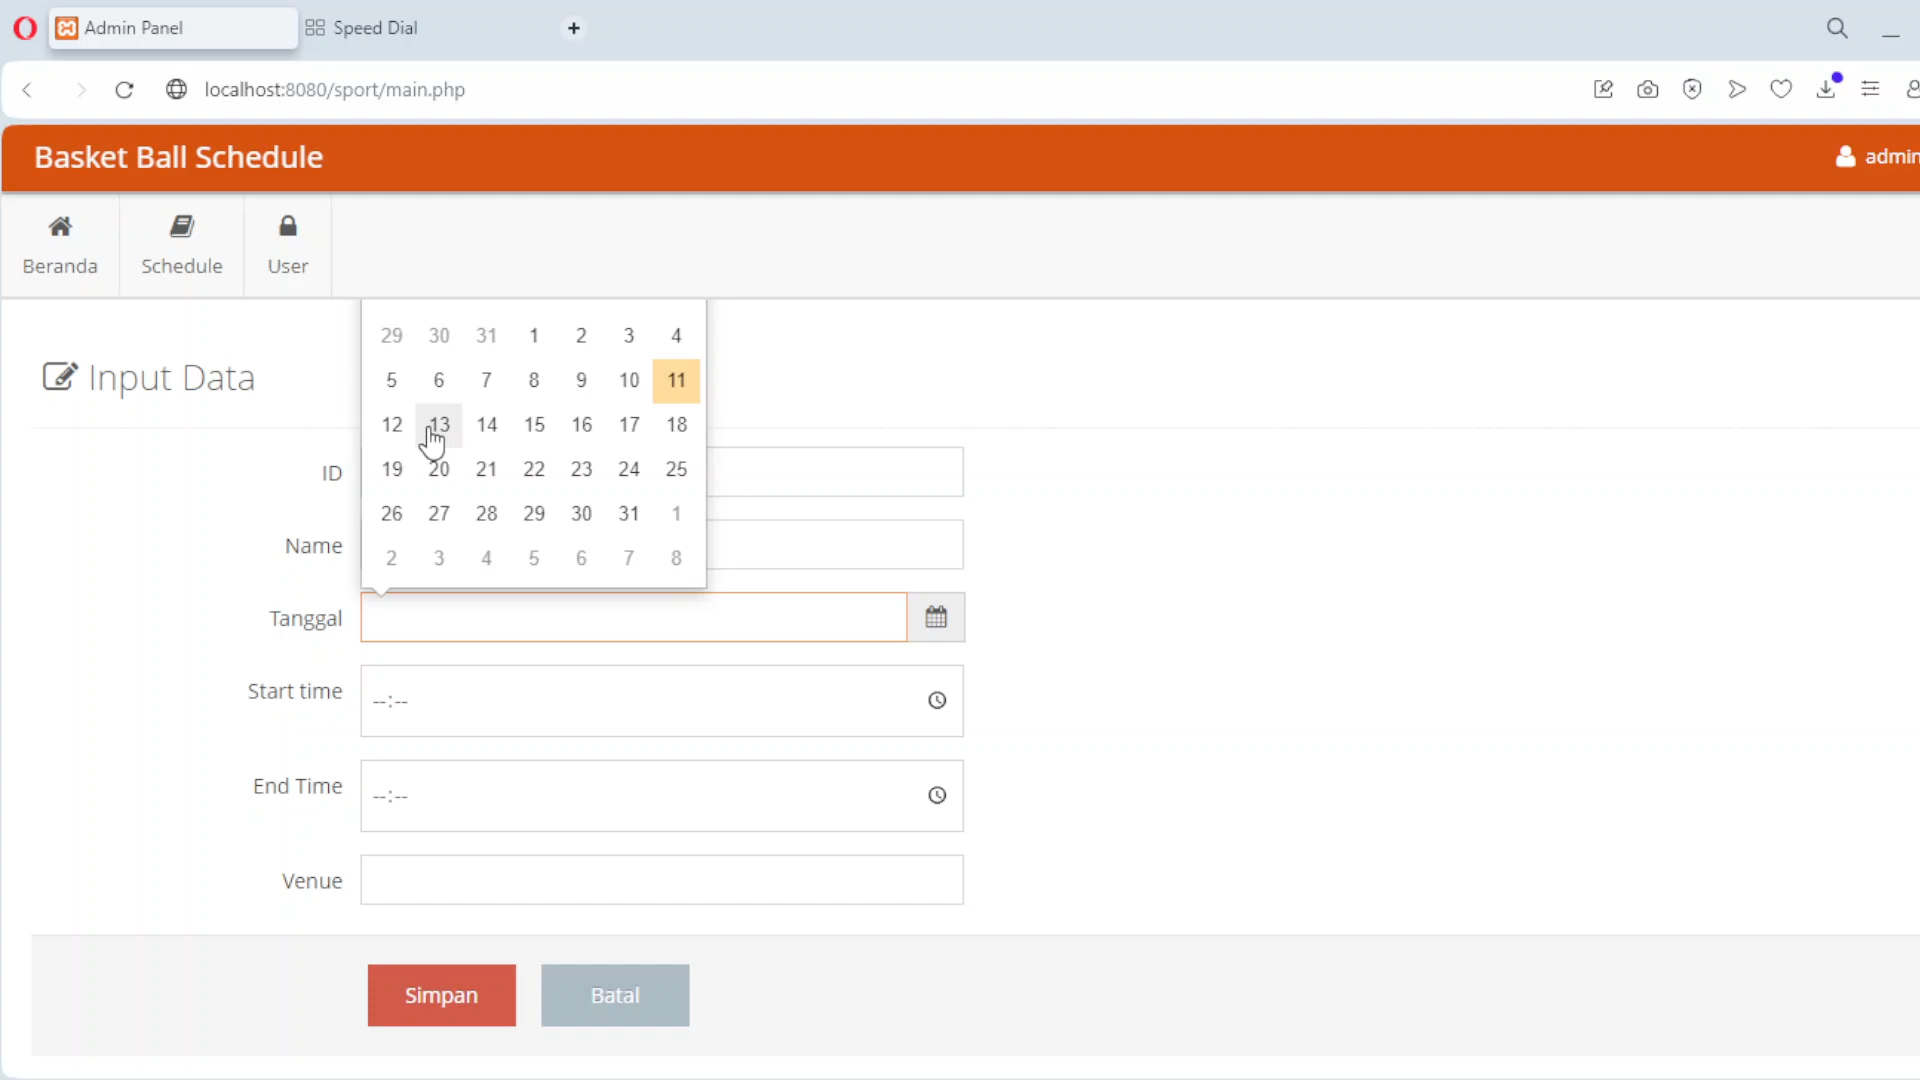 Admin Panel
Speed Dial
localhost:8080/sport/main.php
Basket Ball Schedule
admin
Beranda
Schedule
User
Input Data
29 30 31 1 2 3 4
5 6 7 8 9 10 11
12 13 14 15 16 17 18
19 20 21 22 23 24 25
26 27 28 29 30 31 1
2 3 4 5 6 7 8
ID
Name
Tanggal
Start time
--:--
End Time
--:--
Venue
Simpan
Batal